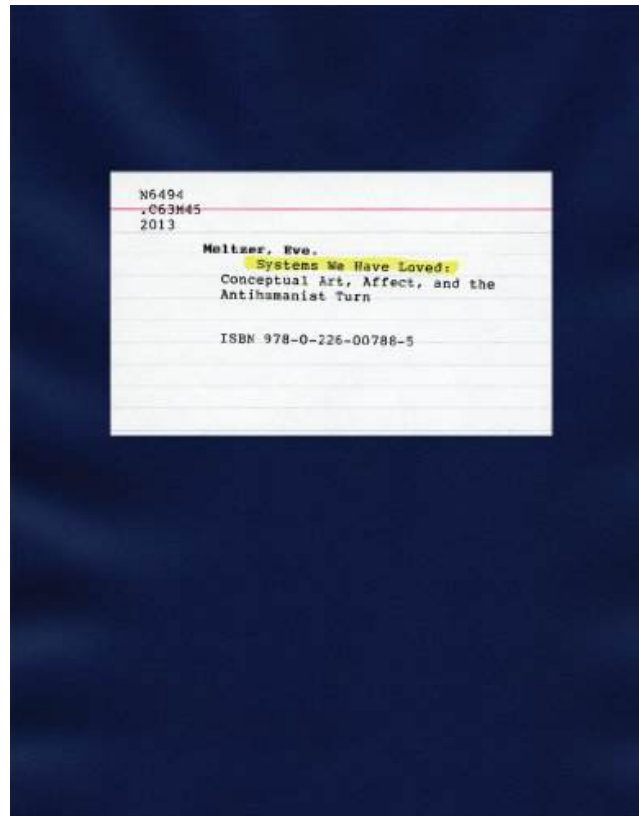 N6494
.C63M45
2013
Meltzer, Eve.
Systems We Have Loved:
Conceptual Art, Affect, and the
Antihumanist Turn
ISBN 978-0-226-00788-5